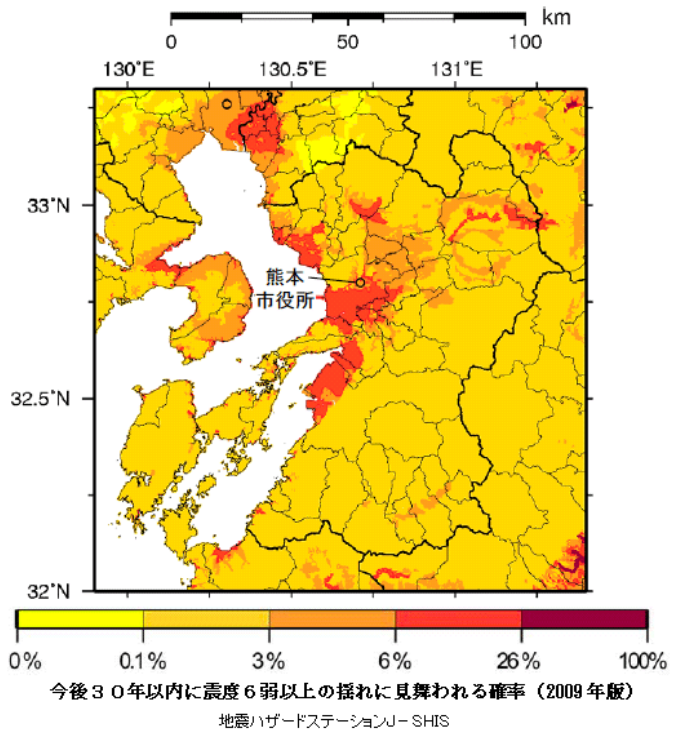 km
0 50 100
130˚E 130.5˚E 131˚E
33˚N
熊本
市役所
32.5˚N
32˚N
0% 0.1% 3% 6% 26% 100%
今後３０年以内に震度６弱以上の揺れに見舞われる確率（2009年版）
地震ハザードステーションJ－SHIS